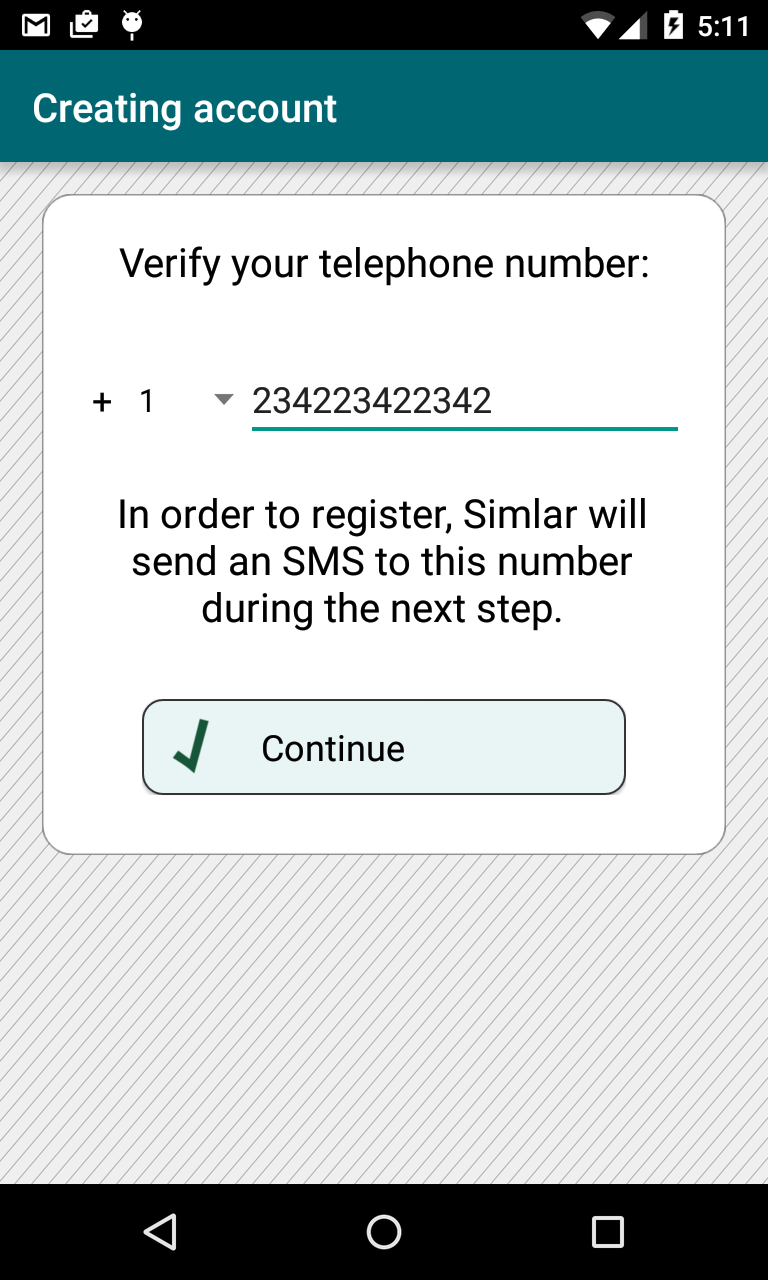 5:11
Creating account
Verify your telephone number:
+ 1 234223422342
In order to register, Simlar will
send an SMS to this number
during the next step.
Continue